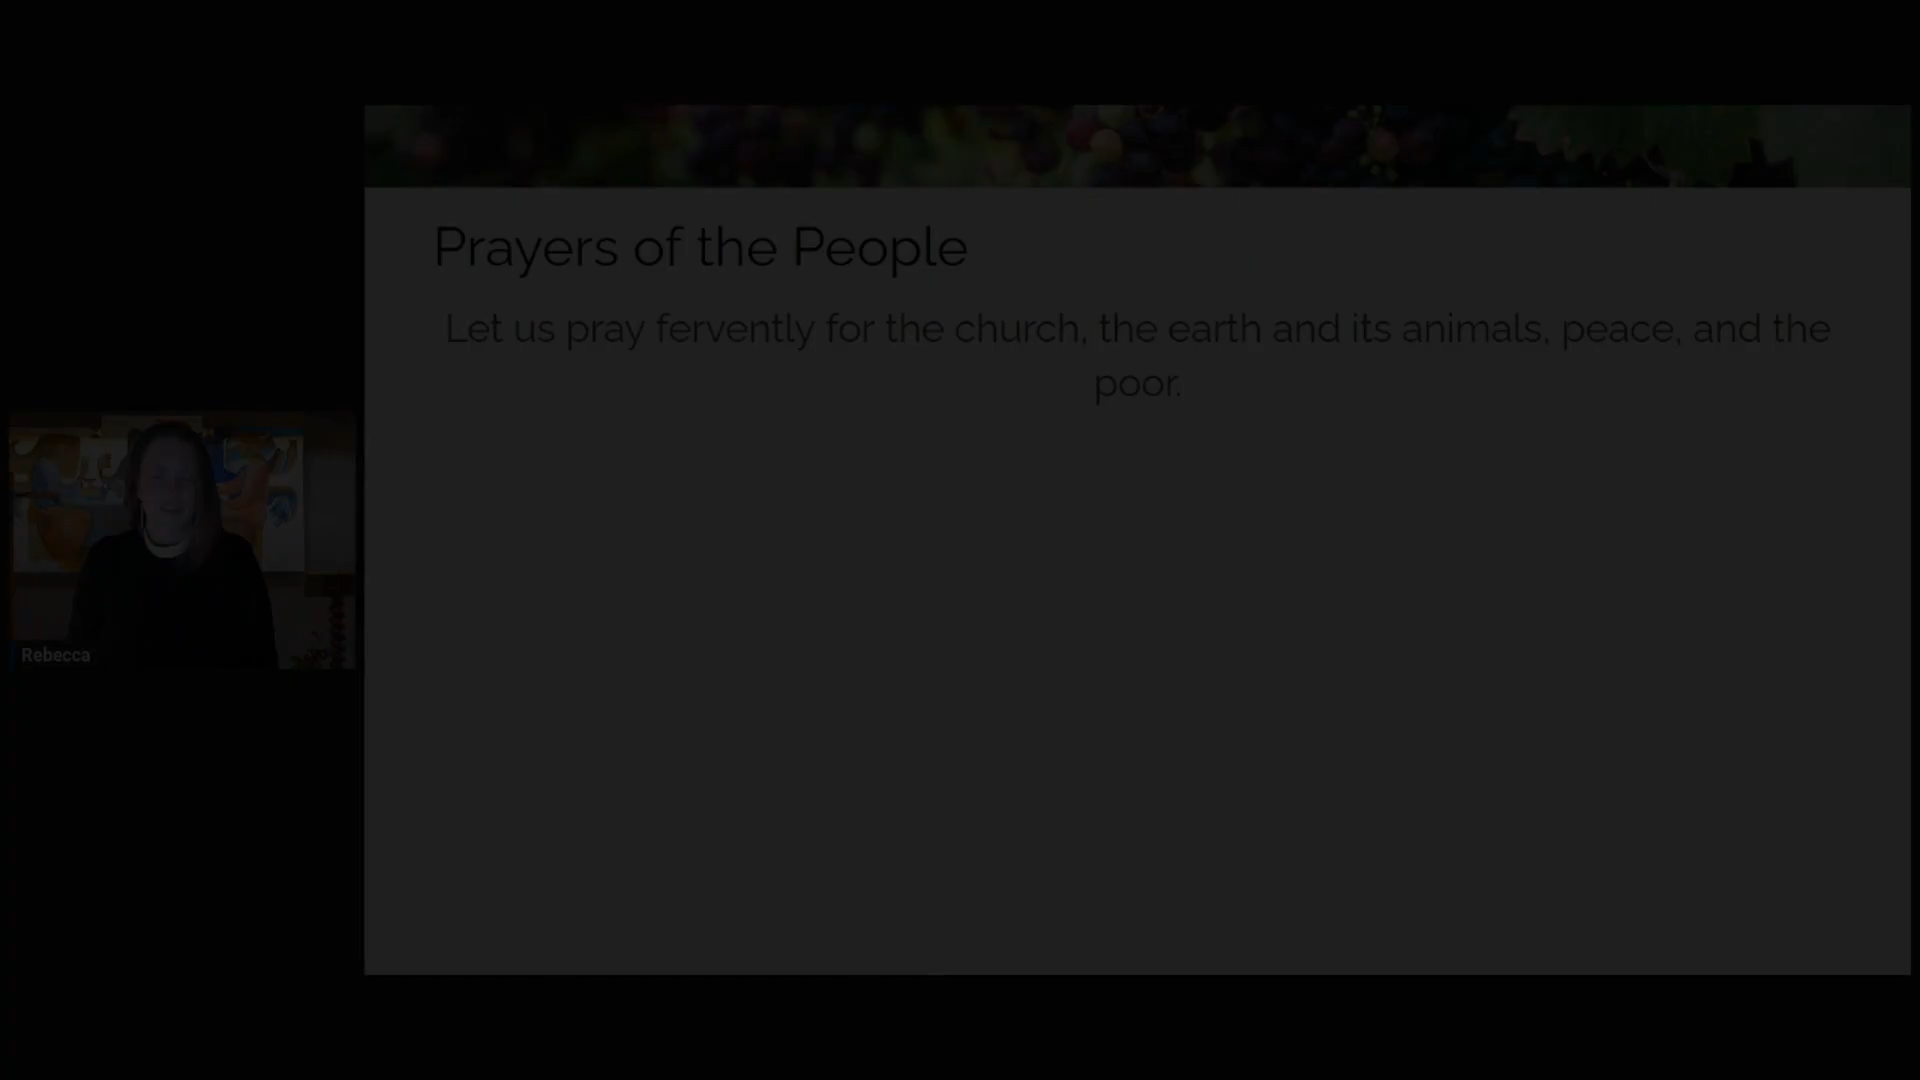 Prayers of the People
Let us pray fervently for the church, the earth and its animals, peace, and the
poor.
Rebecca